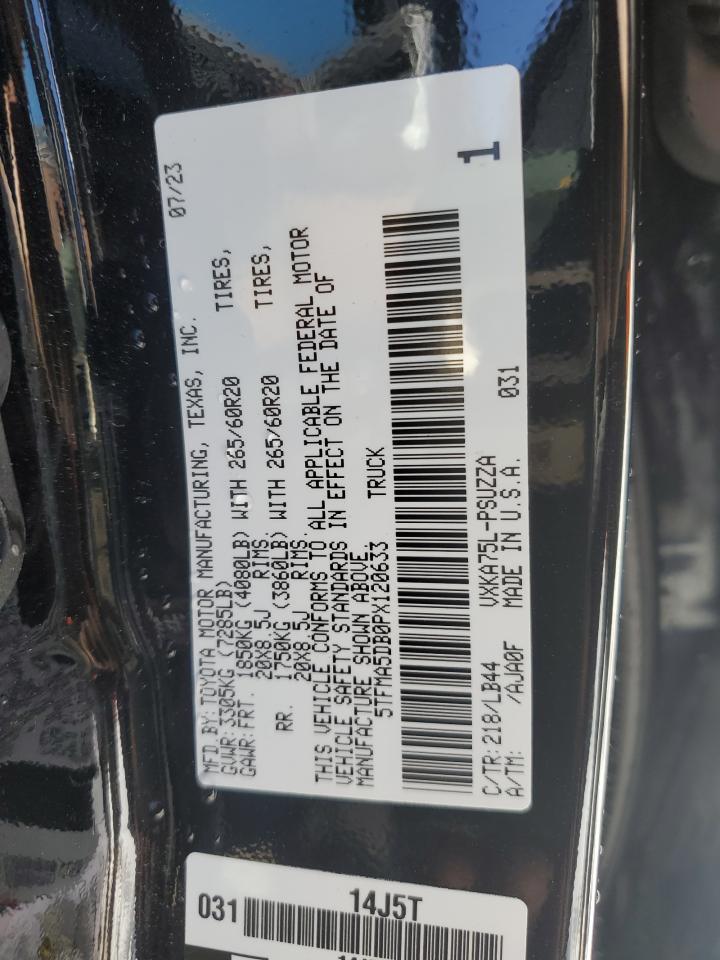 MFD BY: TOYOTA MOTOR MANUFACTURING, TEXAS, INC. 07/23
GVWR: 3305KG (7285LB)
GAWR: FRT. 1850KG (4080LB) WITH 265/60R20 TIRES,
20X8.5J RIMS,
RR. 1750KG (3860LB) WITH 265/60R20 TIRES,
20X8.5J RIMS.
THIS VEHICLE CONFORMS TO ALL APPLICABLE FEDERAL MOTOR
VEHICLE SAFETY STANDARDS IN EFFECT ON THE DATE OF
MANUFACTURE SHOWN ABOVE.
5TFMA5DB0PX120633 TRUCK
1
C/TR: 218/LB44 VXKA75L-PSUZZA 031
A/TM: /AJA0F MADE IN U.S.A.
14J5T
031